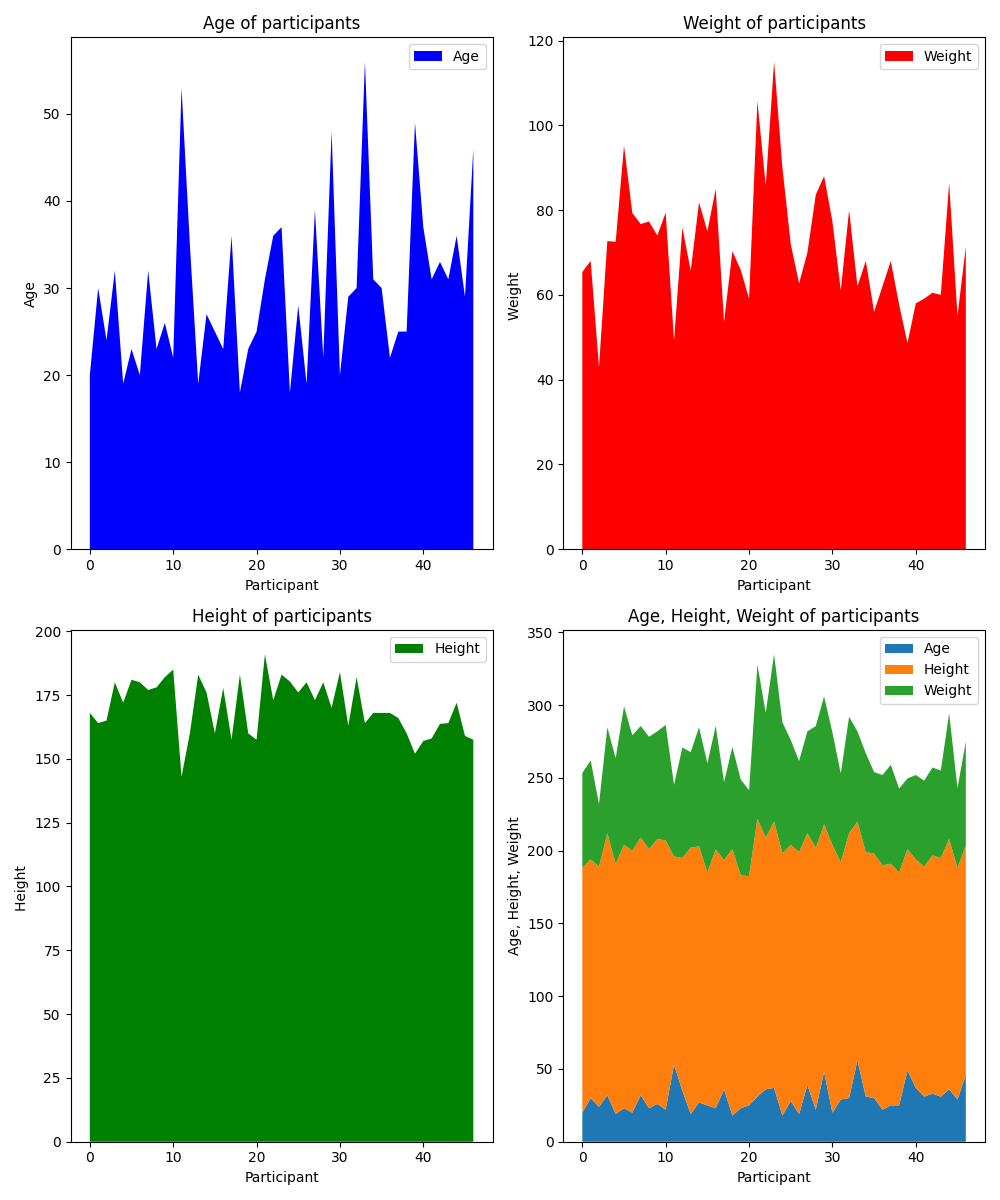 Age of participants
Age
50
40
30
20
10
0
Age
0 10 20 30 40
Participant
Weight of participants
Weight
120
100
80
60
40
20
0
Weight
0 10 20 30 40
Participant
Height of participants
Height
200
175
150
125
100
75
50
25
0
Height
0 10 20 30 40
Participant
Age, Height, Weight of participants
Age
Height
Weight
350
300
250
200
150
100
50
0
Age, Height, Weight
0 10 20 30 40
Participant